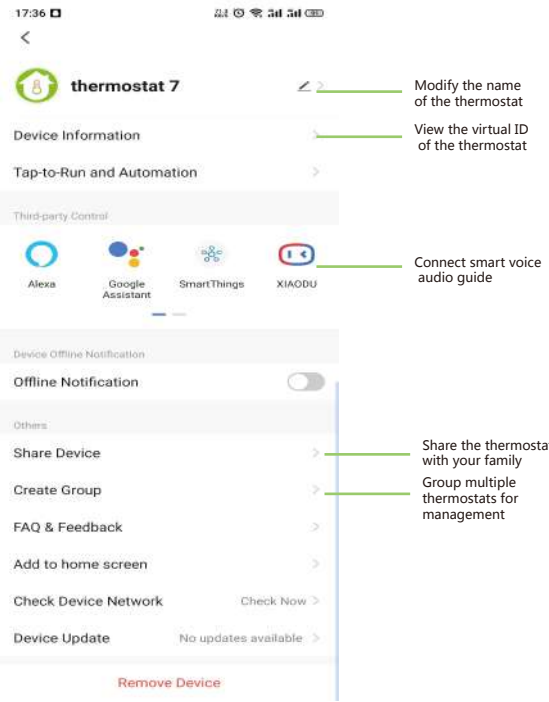 17:36
thermostat 7
Modify the name
of the thermostat
Device Information
View the virtual ID
of the thermostat
Tap-to-Run and Automation
Third-party Control
Alexa
Google
Assistant
SmartThings
XIAODU
Connect smart voice
audio guide
Device Offline Notification
Offline Notification
Others
Share Device
Share the thermosta
with your family
Create Group
Group multiple
thermostats for
management
FAQ & Feedback
Add to home screen
Check Device Network
Check Now
Device Update
No updates available
Remove Device